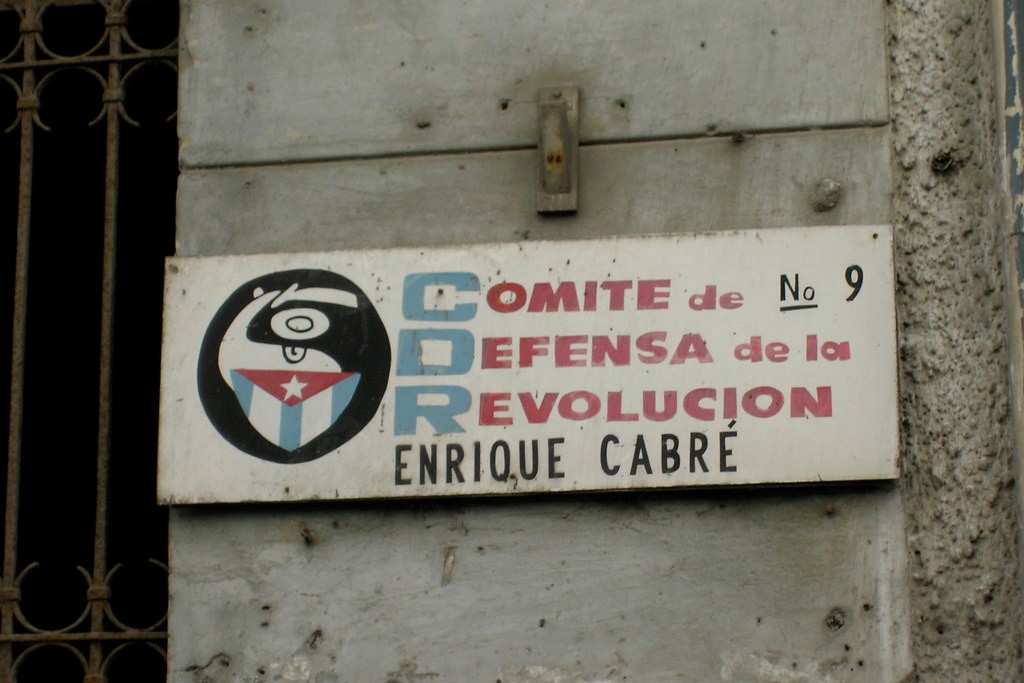 COMITE de No 9
DEFENSA de la
REVOLUCION
ENRIQUE CABRÉ